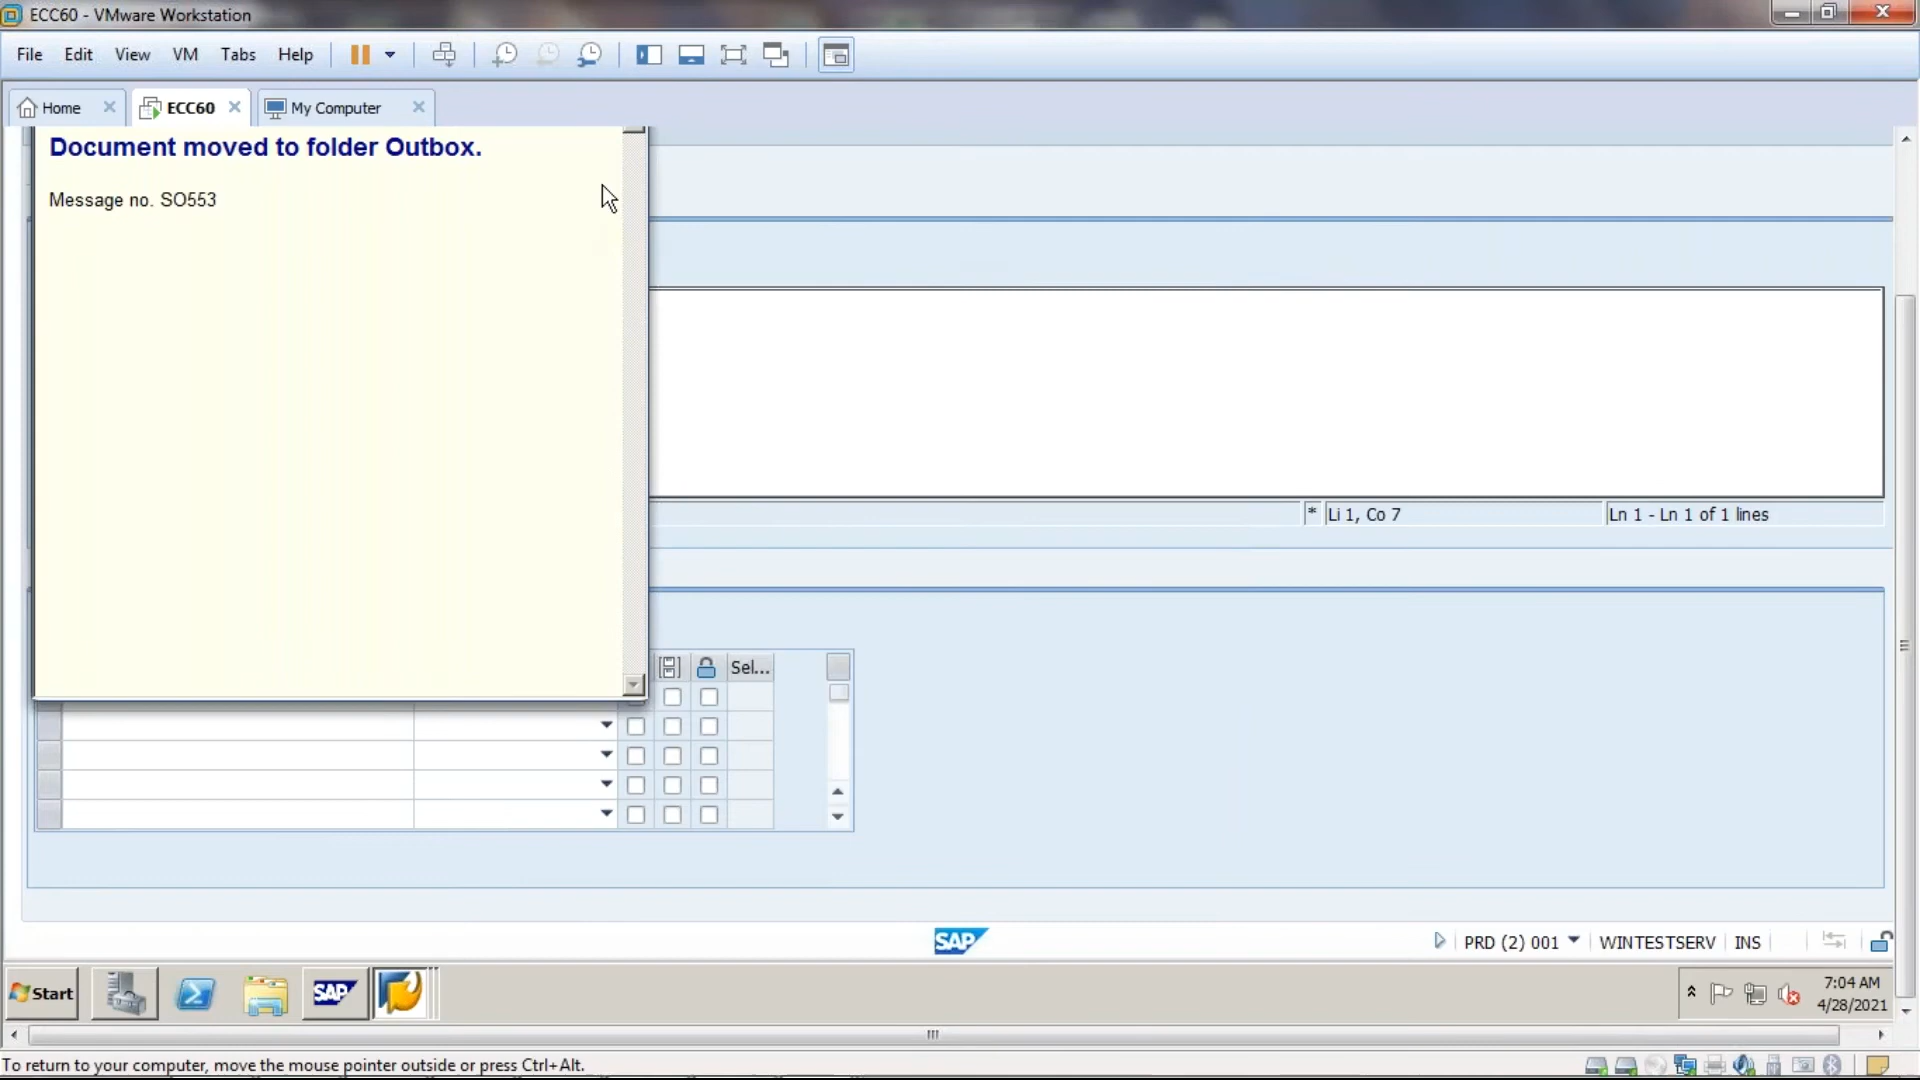 ECC60 - VMware Workstation
File Edit View VM Tabs Help
Home ECC60 My Computer
Document moved to folder Outbox.
Message no. SO553
* Li 1, Co 7 Ln 1 - Ln 1 of 1 lines
Sel...
SAP PRD (2) 001 WINTESTSERV INS
Start SAP 7:04 AM
4/28/2021
To return to your computer, move the mouse pointer outside or press Ctrl+Alt.